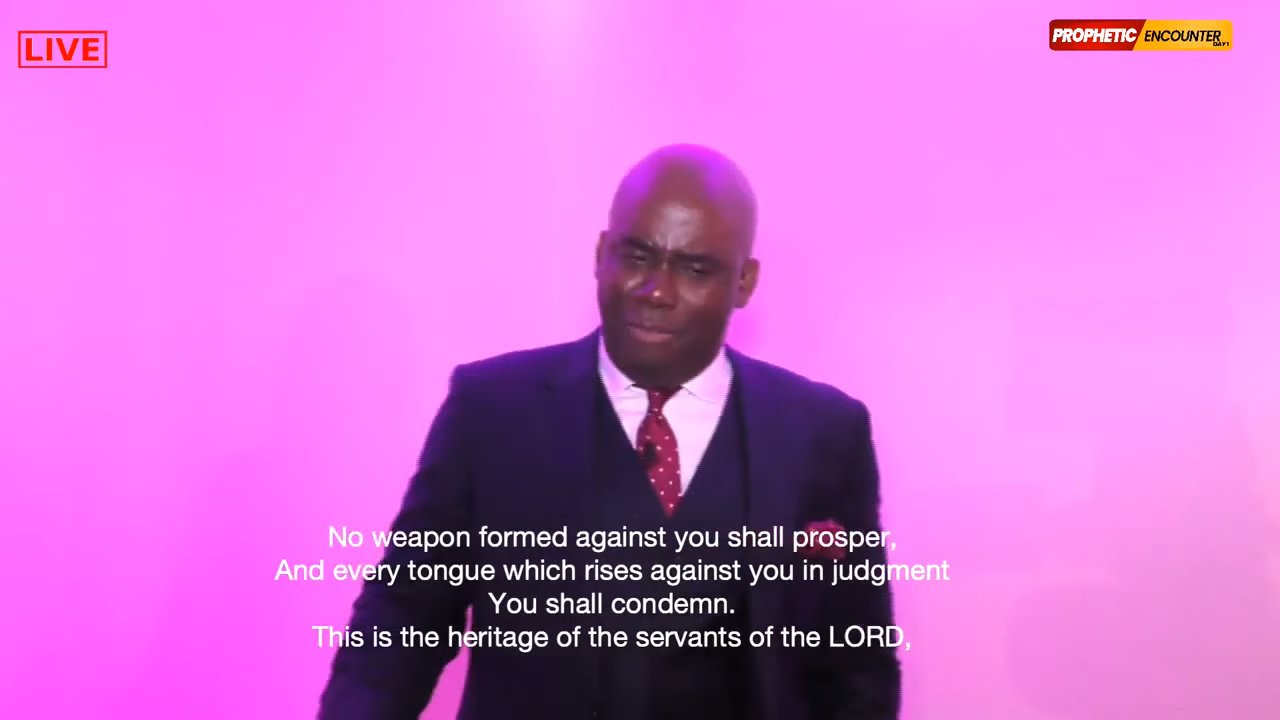 LIVE
PROPHETIC ENCOUNTER
DAY1
No weapon formed against you shall prosper,
And every tongue which rises against you in judgment
You shall condemn.
This is the heritage of the servants of the LORD,